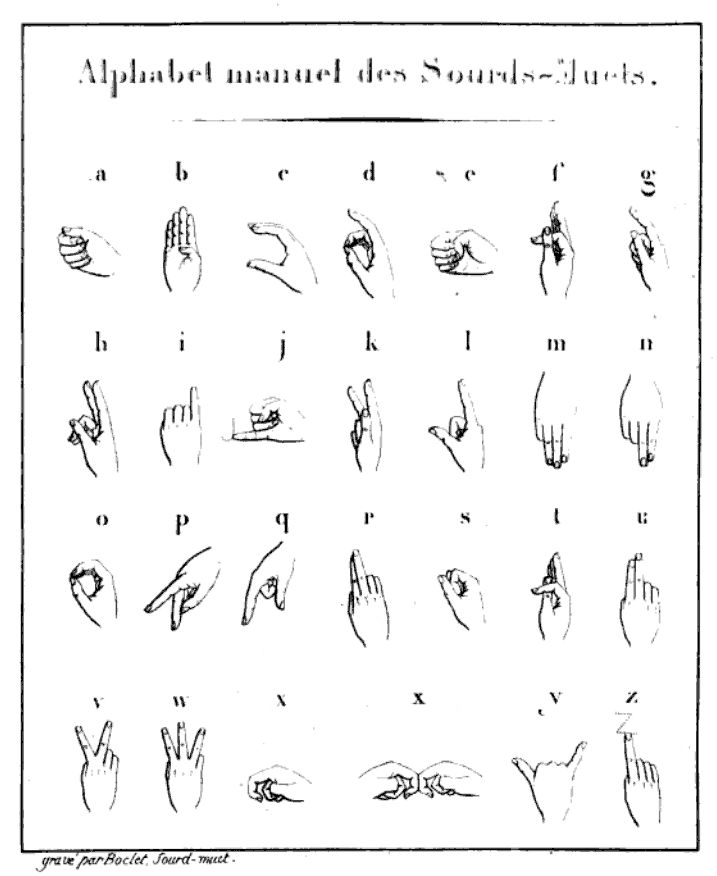 Alphabet manuel des Sourds-Muets.
a b c d e f g
h i j k l m n
o p q r s t u
v w x x y z
Z
gravé par Boclet, Sourd-muet.